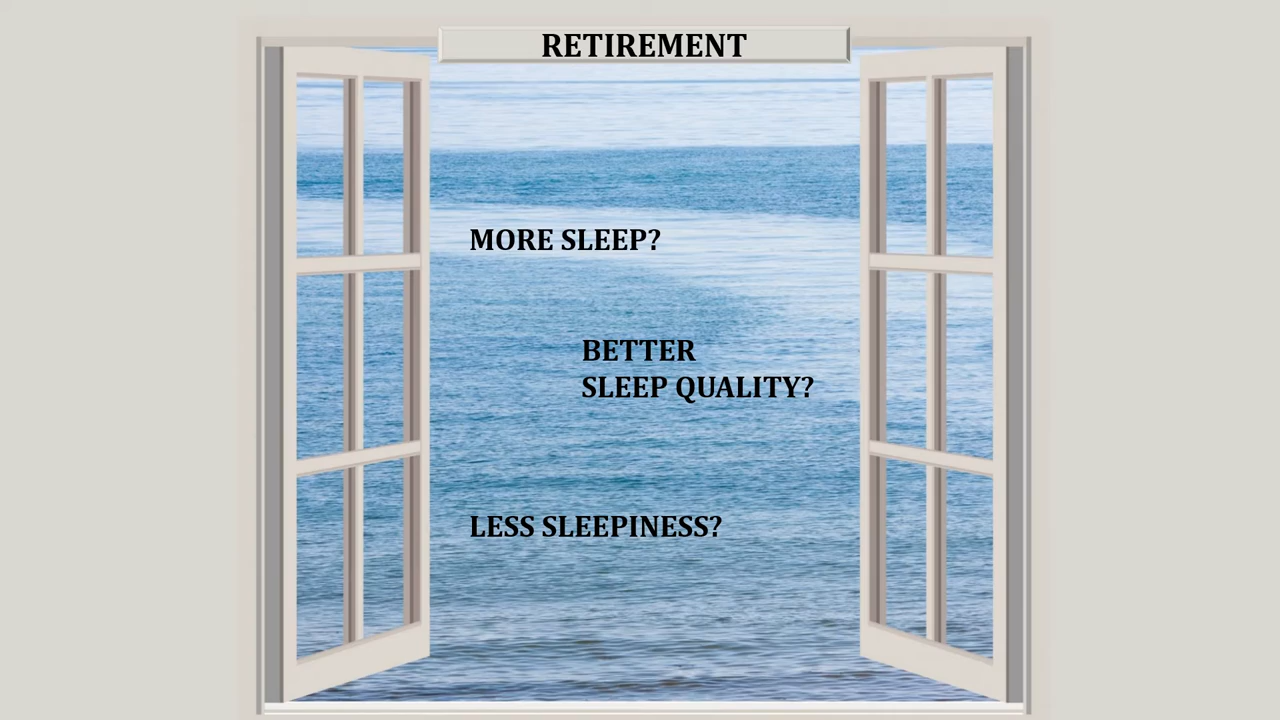 RETIREMENT
MORE SLEEP?
BETTER
SLEEP QUALITY?
LESS SLEEPINESS?